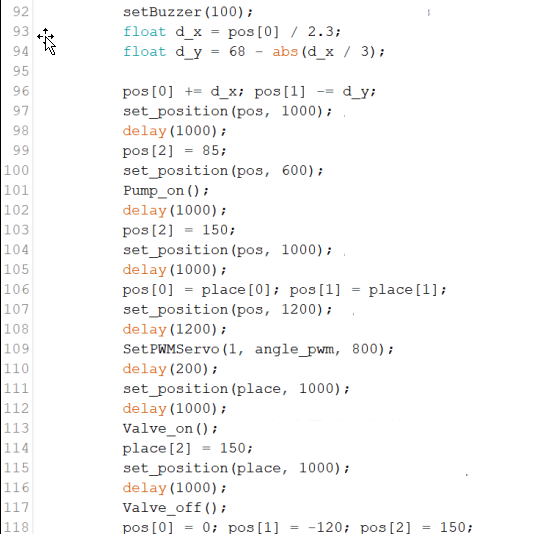 92 setBuzzer(100);
93 float d_x = pos[0] / 2.3;
94 float d_y = 68 - abs(d_x / 3);
95
96 pos[0] += d_x; pos[1] -= d_y;
97 set_position(pos, 1000);
98 delay(1000);
99 pos[2] = 85;
100 set_position(pos, 600);
101 Pump_on();
102 delay(1000);
103 pos[2] = 150;
104 set_position(pos, 1000);
105 delay(1000);
106 pos[0] = place[0]; pos[1] = place[1];
107 set_position(pos, 1200);
108 delay(1200);
109 SetPWMServo(1, angle_pwm, 800);
110 delay(200);
111 set_position(place, 1000);
112 delay(1000);
113 Valve_on();
114 place[2] = 150;
115 set_position(place, 1000);
116 delay(1000);
117 Valve_off();
118 pos[0] = 0; pos[1] = -120; pos[2] = 150;